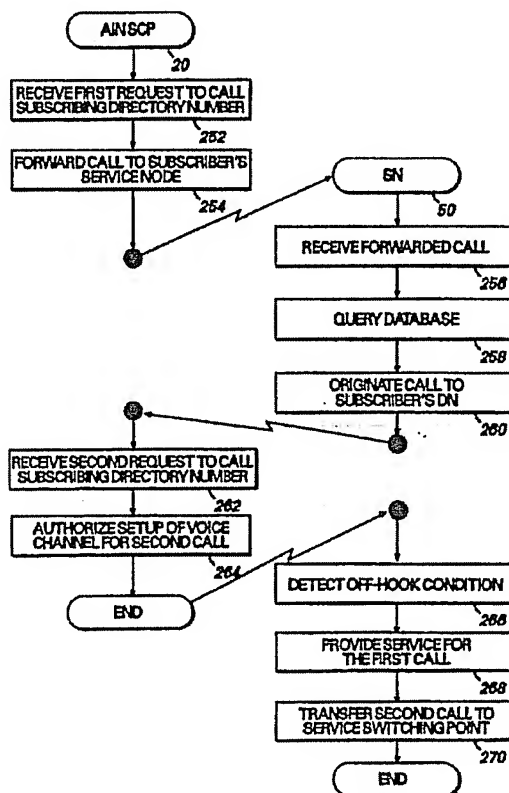 AIN SCP
20
RECEIVE FIRST REQUEST TO CALL
SUBSCRIBING DIRECTORY NUMBER
252
FORWARD CALL TO SUBSCRIBER'S
SERVICE NODE
254
SN
50
RECEIVE FORWARDED CALL
256
QUERY DATABASE
258
ORIGINATE CALL TO
SUBSCRIBER'S DN
260
RECEIVE SECOND REQUEST TO CALL
SUBSCRIBING DIRECTORY NUMBER
262
AUTHORIZE SETUP OF VOICE
CHANNEL FOR SECOND CALL
264
END
DETECT OFF-HOOK CONDITION
266
PROVIDE SERVICE FOR
THE FIRST CALL
268
TRANSFER SECOND CALL TO
SERVICE SWITCHING POINT
270
END